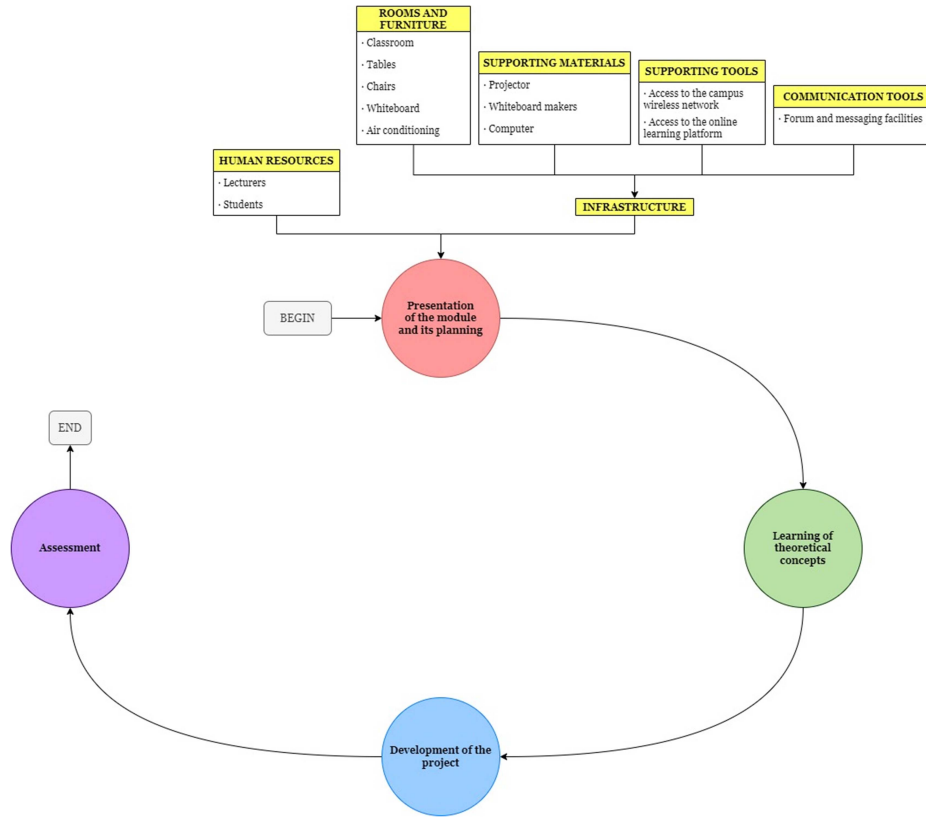 ROOMS AND
FURNITURE
· Classroom
· Tables
· Chairs
· Whiteboard
· Air conditioning
SUPPORTING MATERIALS
· Projector
· Whiteboard makers
· Computer
SUPPORTING TOOLS
· Access to the campus
wireless network
· Access to the online
learning platform
COMMUNICATION TOOLS
· Forum and messaging facilities
HUMAN RESOURCES
· Lecturers
· Students
INFRASTRUCTURE
BEGIN
Presentation
of the module
and its planning
Learning of
theoretical
concepts
Development of the
project
Assessment
END